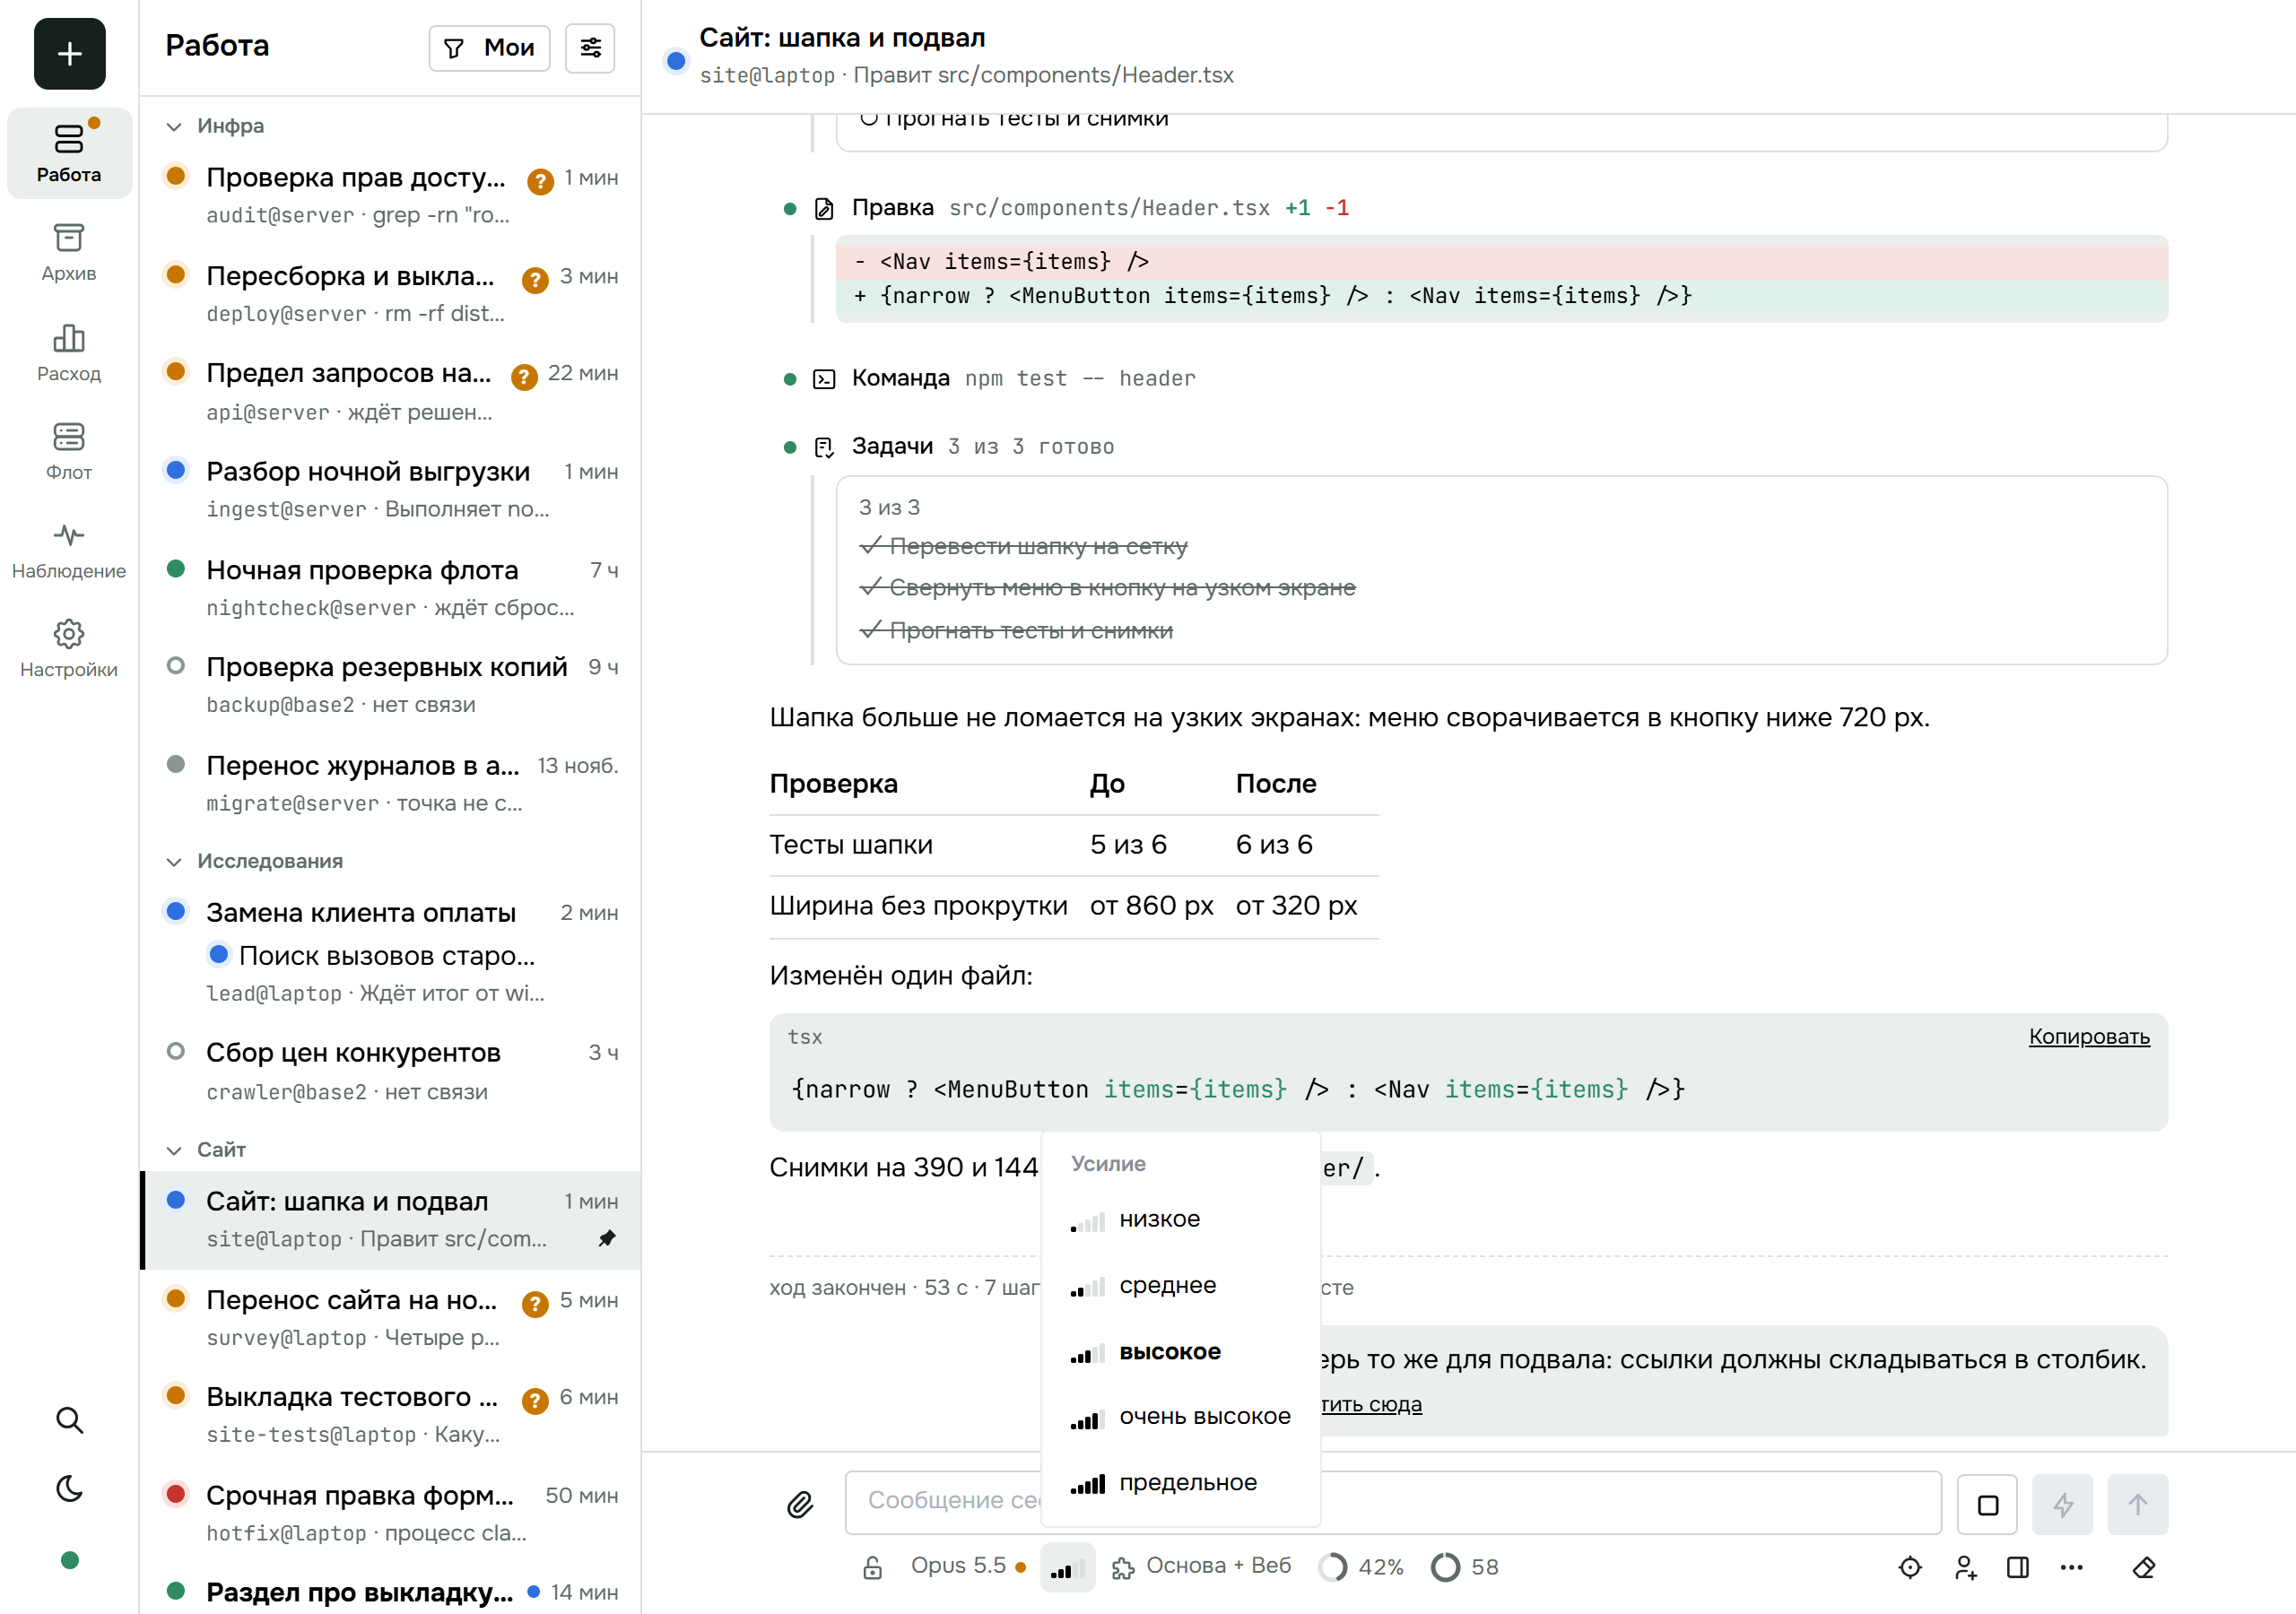 Работа
Архив
Расход
Флот
Наблюдение
Настройки
Работа
Мои
Инфра
Проверка прав досту... ? 1 мин
audit@server · grep -rn "ro...
Пересборка и выкла... ? 3 мин
deploy@server · rm -rf dist...
Предел запросов на... ? 22 мин
api@server · ждёт решен...
Разбор ночной выгрузки 1 мин
ingest@server · Выполняет по...
Ночная проверка флота 7 ч
nightcheck@server · ждёт сброс...
Проверка резервных копий 9 ч
backup@base2 · нет связи
Перенос журналов в а... 13 нояб.
migrate@server · точка не с...
Исследования
Замена клиента оплаты 2 мин
Поиск вызовов старо...
lead@laptop · Ждёт итог от wi...
Сбор цен конкурентов 3 ч
crawler@base2 · нет связи
Сайт
Сайт: шапка и подвал 1 мин
site@laptop · Правит src/com...
Перенос сайта на но... ? 5 мин
survey@laptop · Четыре р...
Выкладка тестового ... ? 6 мин
site-tests@laptop · Каку...
Срочная правка форм... 50 мин
hotfix@laptop · процесс cla...
Раздел про выкладку... 14 мин
Сайт: шапка и подвал
site@laptop · Правит src/components/Header.tsx
Прогнать тесты и снимки
Правка src/components/Header.tsx +1 -1
- <Nav items={items} />
+ {narrow ? <MenuButton items={items} /> : <Nav items={items} />}
Команда npm test -- header
Задачи 3 из 3 готово
3 из 3
✓ Перевести шапку на сетку
✓ Свернуть меню в кнопку на узком экране
✓ Прогнать тесты и снимки
Шапка больше не ломается на узких экранах: меню сворачивается в кнопку ниже 720 px.
Проверка До После
Тесты шапки 5 из 6 6 из 6
Ширина без прокрутки от 860 px от 320 px
Изменён один файл:
tsx
Копировать
{narrow ? <MenuButton items={items} /> : <Nav items={items} />}
Снимки на 390 и 144 er/ .
ход закончен · 53 с · 7 шаг сте
ерь то же для подвала: ссылки должны складываться в столбик.
тить сюда
Усилие
низкое
среднее
высокое
очень высокое
предельное
Сообщение се
Opus 5.5
Основа + Веб
42%
58